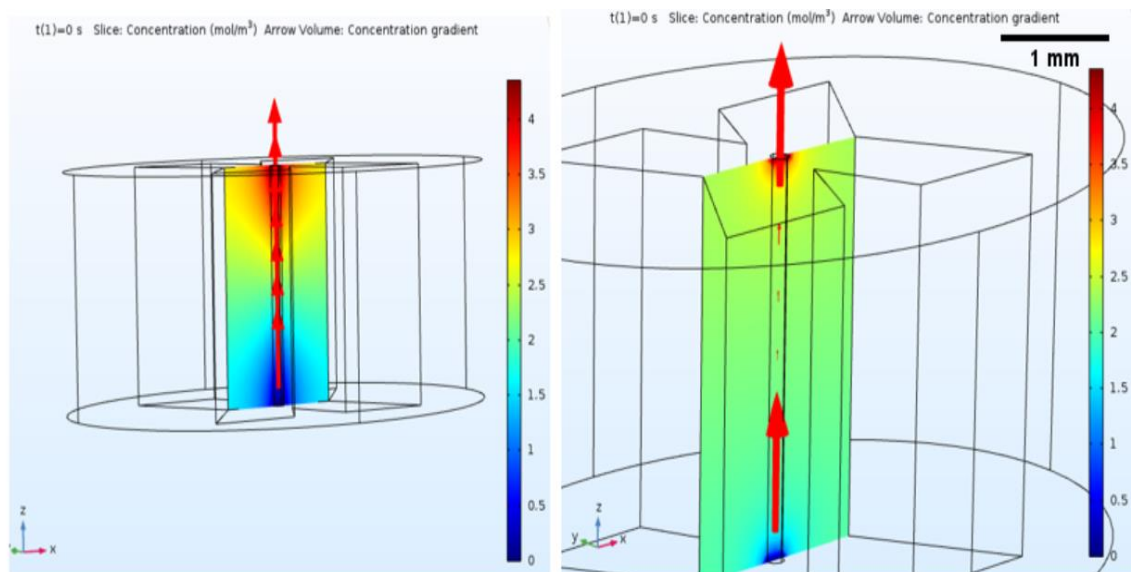 t(1)=0 s Slice: Concentration (mol/m³) Arrow Volume: Concentration gradient
4
3.5
3
2.5
2
1.5
1
0.5
0
z
y
x
t(1)=0 s Slice: Concentration (mol/m³) Arrow Volume: Concentration gradient
1 mm
4
3.5
3
2.5
2
1.5
1
0.5
0
z
y
x